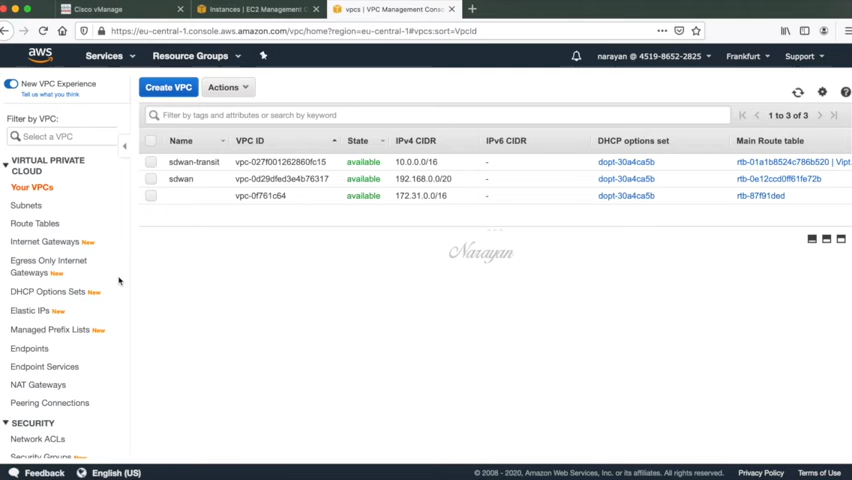 Cisco vManage
Instances | EC2 Management C
vpcs | VPC Management Conso
https://eu-central-1.console.aws.amazon.com/vpc/home?region=eu-central-1#vpcs:sort=VpcId
aws
Services
Resource Groups
narayan @ 4519-8652-2825
Frankfurt
Support
New VPC Experience
Tell us what you think
Create VPC
Actions
Filter by VPC:
Filter by tags and attributes or search by keyword
1 to 3 of 3
Select a VPC
Name VPC ID State IPv4 CIDR IPv6 CIDR DHCP options set Main Route table
sdwan-transit vpc-027f001262860fc15 available 10.0.0.0/16 - dopt-30a4ca5b rtb-01a1b8524c786b520 | Vipt
sdwan vpc-0d29dfed3e4b76317 available 192.168.0.0/20 - dopt-30a4ca5b rtb-0e12ccd0ff61fe72b
vpc-0f761c64 available 172.31.0.0/16 - dopt-30a4ca5b rtb-87f91ded
VIRTUAL PRIVATE
CLOUD
Your VPCs
Subnets
Route Tables
Internet Gateways New
Egress Only Internet
Gateways New
DHCP Options Sets New
Elastic IPs New
Managed Prefix Lists New
Endpoints
Endpoint Services
NAT Gateways
Peering Connections
SECURITY
Network ACLs
Security Groups New
Narayan
Feedback
English (US)
© 2008 - 2020, Amazon Web Services, Inc. or its affiliates. All rights reserved.
Privacy Policy
Terms of Use